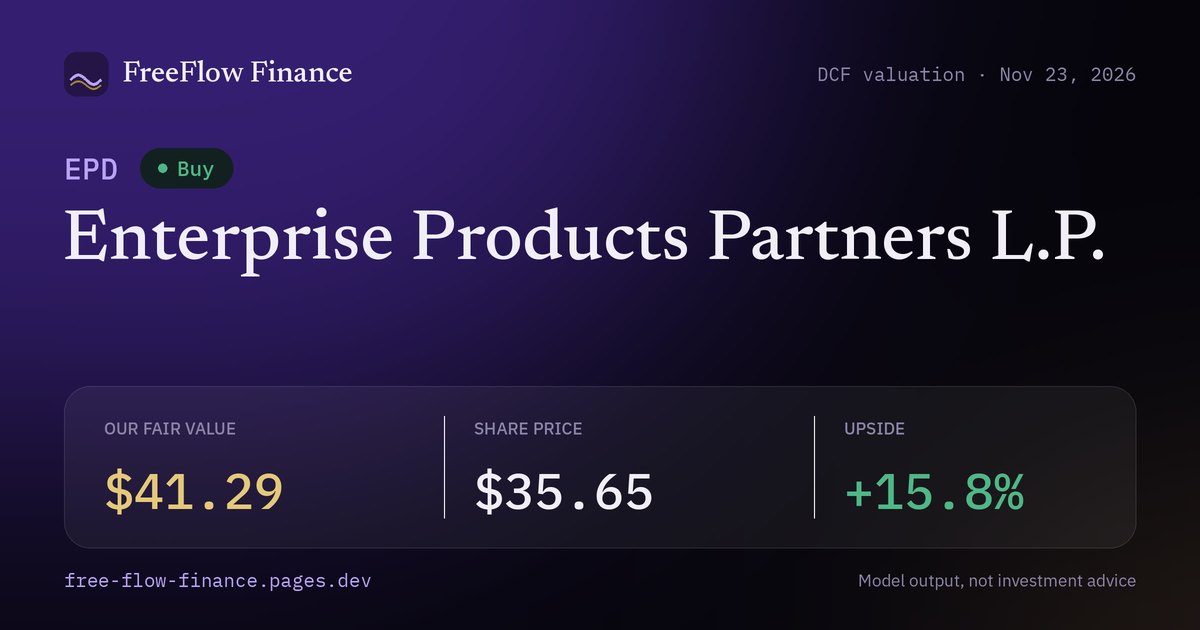 FreeFlow Finance
DCF valuation · Nov 23, 2026
EPD
Buy
Enterprise Products Partners L.P.
OUR FAIR VALUE
$41.29
SHARE PRICE
$35.65
UPSIDE
+15.8%
free-flow-finance.pages.dev
Model output, not investment advice